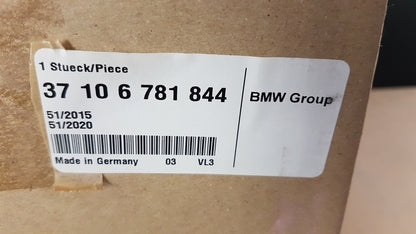 1 Stueck/Piece
37 10 6 781 844
BMW Group
51/2015
51/2020
Made in Germany 03 VL3